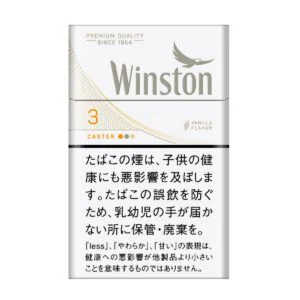 PREMIUM QUALITY
SINCE 1954
Winston
3
VANILLA
FLAVOR
CASTER
たばこの煙は、子供の健
康にも悪影響を及ぼしま
す。たばこの誤飲を防ぐ
ため、乳幼児の手が届か
ない所に保管・廃棄を。
「less」、「やわらか」、「甘い」の表現は、
健康への悪影響が他製品より小さい
ことを意味するものではありません。